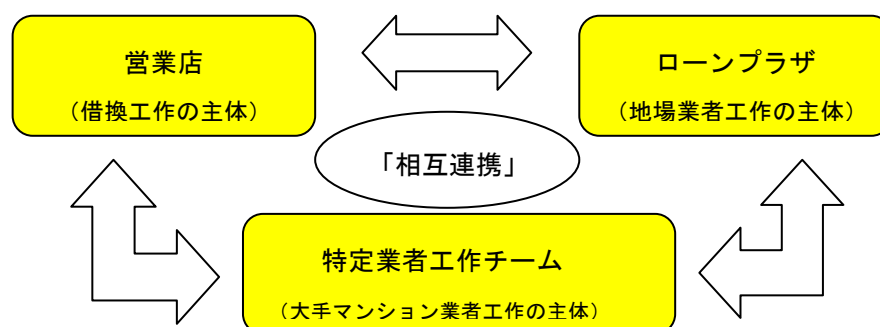 営業店
（借換工作の主体）
ローンプラザ
（地場業者工作の主体）
「相互連携」
特定業者工作チーム
（大手マンション業者工作の主体）